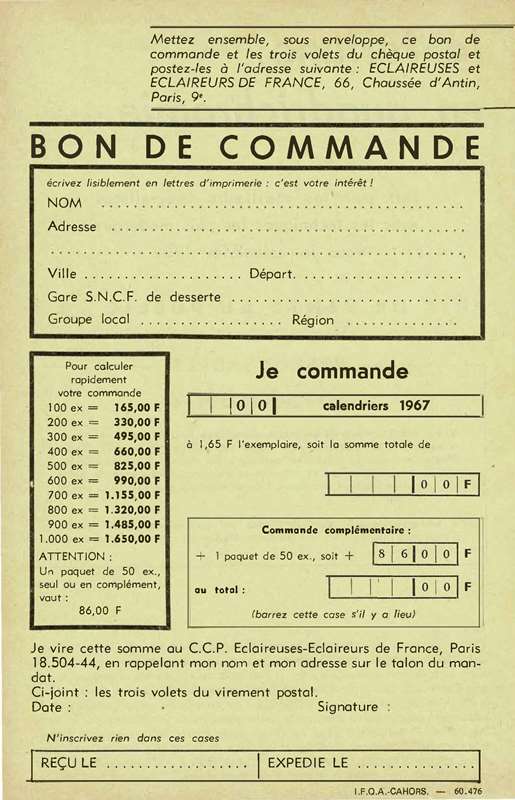 Mettez ensemble, sous enveloppe, ce bon de
commande et les trois volets du chèque postal et
postez-les à l'adresse suivante : ECLAIREUSES et
ECLAIREURS DE FRANCE, 66, Chaussée d'Antin,
Paris, 9e.
BON DE COMMANDE
écrivez lisiblement en lettres d'imprimerie : c'est votre intérêt !
NOM
Adresse
Ville Départ.
Gare S.N.C.F. de desserte
Groupe local Région
Pour calculer
rapidement
votre commande
100 ex = 165,00 F
200 ex = 330,00 F
300 ex = 495,00 F
400 ex = 660,00 F
500 ex = 825,00 F
600 ex = 990,00 F
700 ex = 1.155,00 F
800 ex = 1.320,00 F
900 ex = 1.485,00 F
1.000 ex = 1.650,00 F
ATTENTION :
Un paquet de 50 ex.,
seul ou en complément,
vaut :
86,00 F
Je commande
0 0 calendriers 1967
à 1,65 F l'exemplaire, soit la somme totale de
0 0 F
Commande complémentaire :
+ 1 paquet de 50 ex., soit + 8 6 0 0 F
au total : 0 0 F
(barrez cette case s'il y a lieu)
Je vire cette somme au C.C.P. Eclaireuses-Eclaireurs de France, Paris
18.504-44, en rappelant mon nom et mon adresse sur le talon du man-
dat.
Ci-joint : les trois volets du virement postal.
Date : Signature :
N'inscrivez rien dans ces cases
REÇU LE EXPEDIE LE
I.F.Q.A.-CAHORS. — 60.476